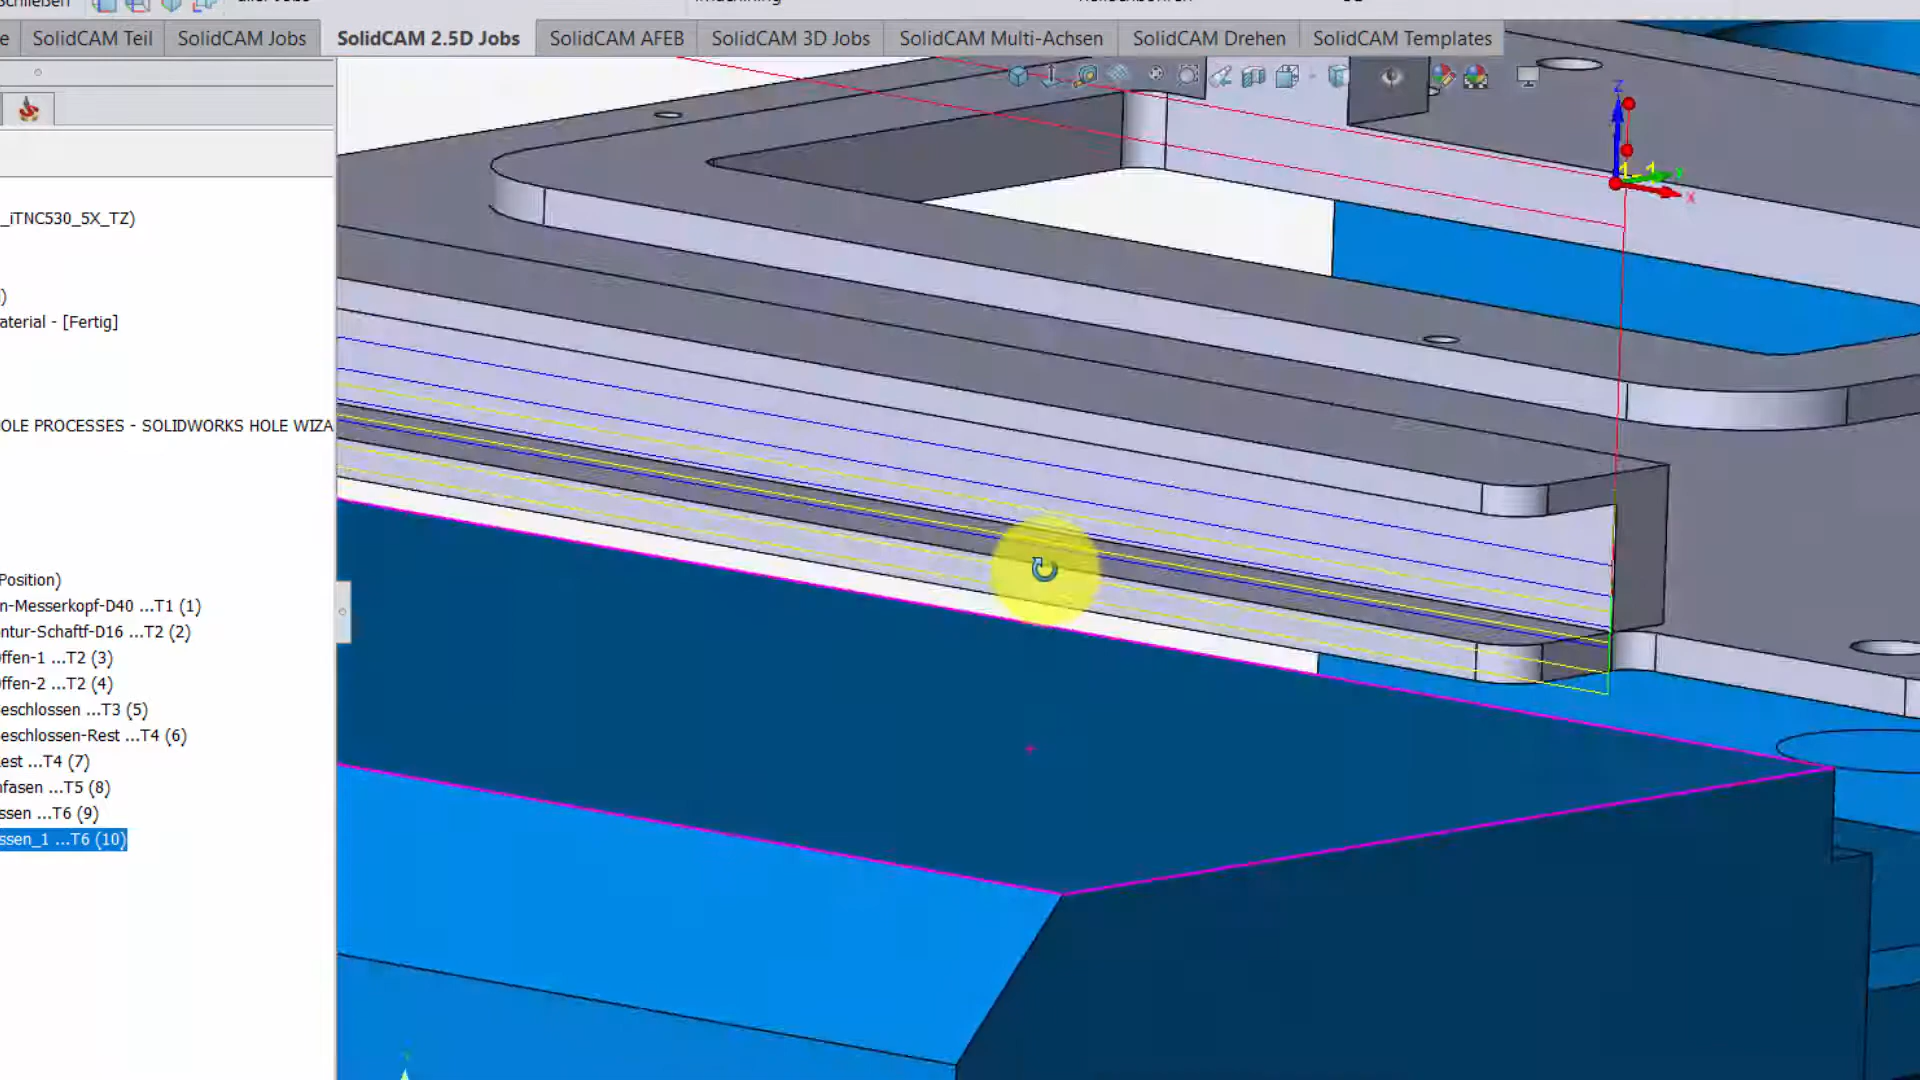 SolidCAM Teil
SolidCAM Jobs
SolidCAM 2.5D Jobs
SolidCAM AFEB
SolidCAM 3D Jobs
SolidCAM Multi-Achsen
SolidCAM Drehen
SolidCAM Templates
_iTNC530_5X_TZ)
aterial - [Fertig]
OLE PROCESSES - SOLIDWORKS HOLE WIZA
Position)
n-Messerkopf-D40 ...T1 (1)
ntur-Schaftf-D16 ...T2 (2)
ffen-1 ...T2 (3)
ffen-2 ...T2 (4)
eschlossen ...T3 (5)
eschlossen-Rest ...T4 (6)
est ...T4 (7)
nfasen ...T5 (8)
ssen ...T6 (9)
ssen_1 ...T6 (10)
Z
X